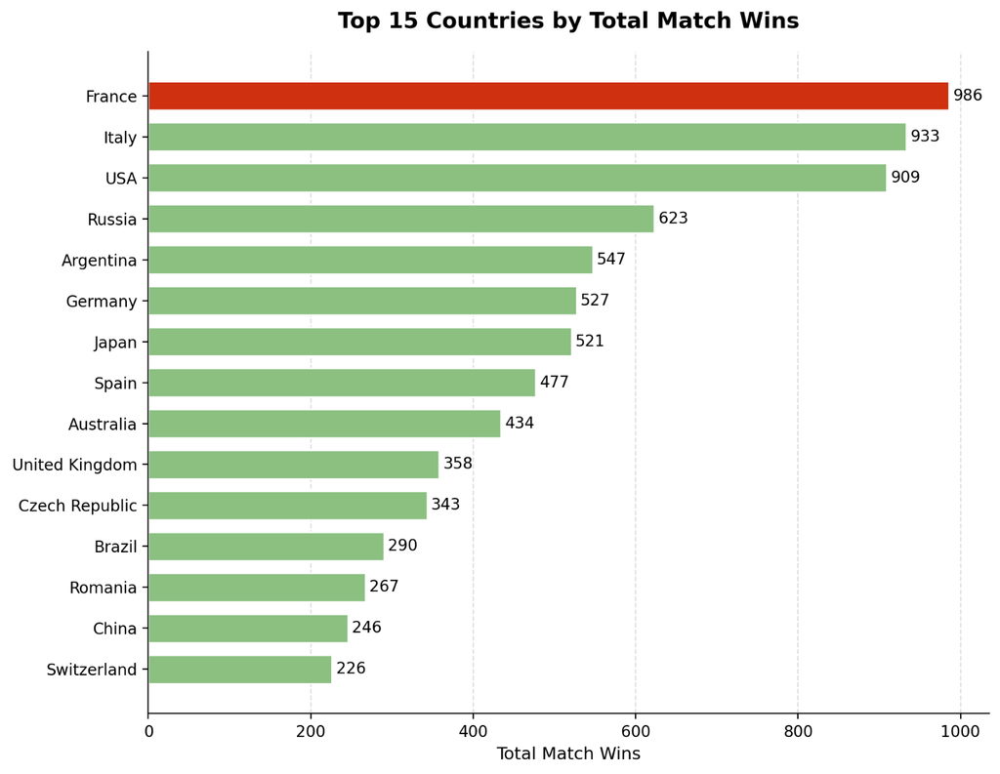 Top 15 Countries by Total Match Wins
France 986
Italy 933
USA 909
Russia 623
Argentina 547
Germany 527
Japan 521
Spain 477
Australia 434
United Kingdom 358
Czech Republic 343
Brazil 290
Romania 267
China 246
Switzerland 226
0 200 400 600 800 1000
Total Match Wins